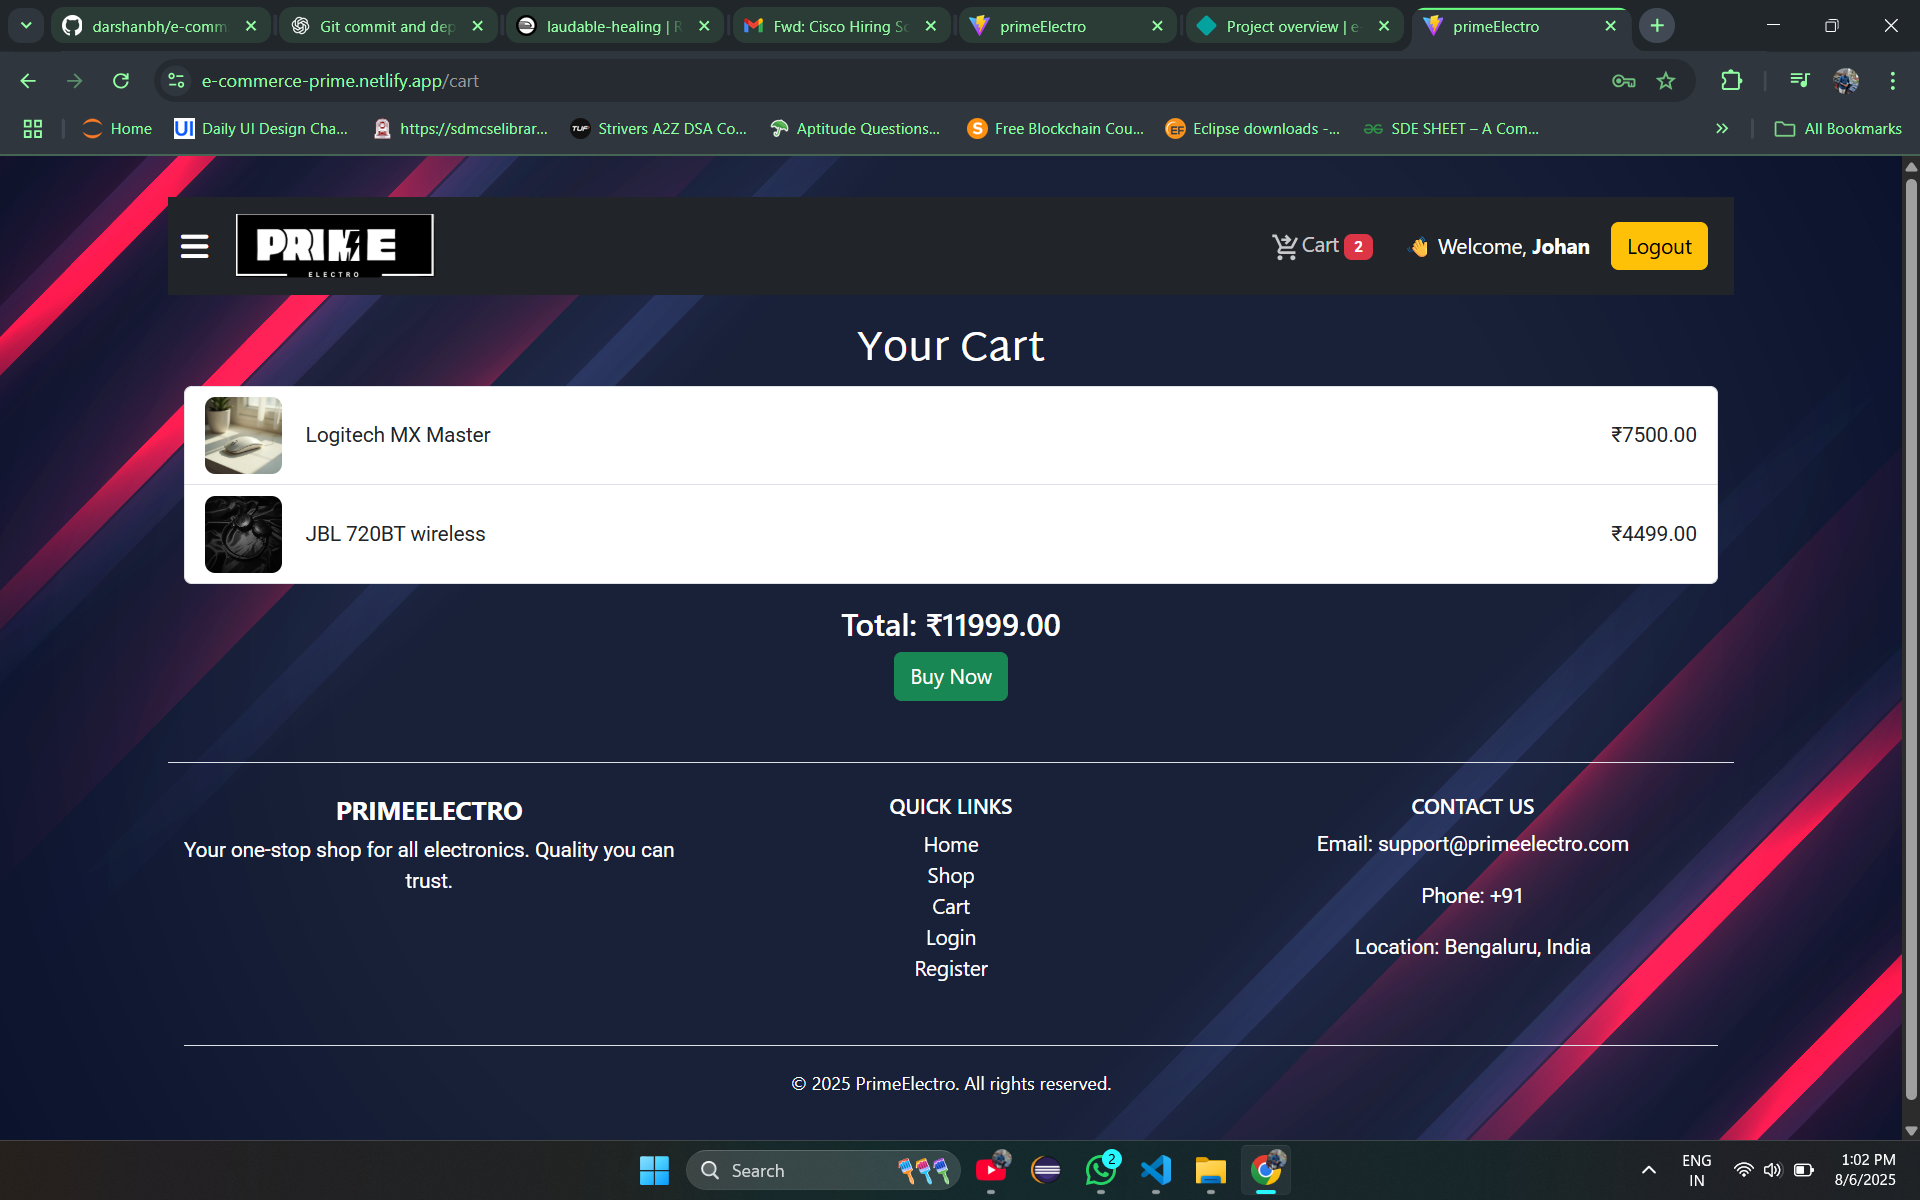 darshanbh/e-comm
Git commit and dep
laudable-healing | R
Fwd: Cisco Hiring Sc
primeElectro
Project overview | e-
primeElectro
e-commerce-prime.netlify.app/cart
Home
UI Daily UI Design Cha...
https://sdmcselibrar...
TUF Strivers A2Z DSA Co...
Aptitude Questions...
S Free Blockchain Cou...
EF Eclipse downloads -...
SDE SHEET – A Com...
All Bookmarks
PRIME
ELECTRO
Cart 2
👋 Welcome, Johan
Logout
Your Cart
Logitech MX Master
₹7500.00
JBL 720BT wireless
₹4499.00
Total: ₹11999.00
Buy Now
PRIMEELECTRO
Your one-stop shop for all electronics. Quality you can
trust.
QUICK LINKS
Home
Shop
Cart
Login
Register
CONTACT US
Email: support@primeelectro.com
Phone: +91
Location: Bengaluru, India
© 2025 PrimeElectro. All rights reserved.
Search
2
ENG
IN
1:02 PM
8/6/2025